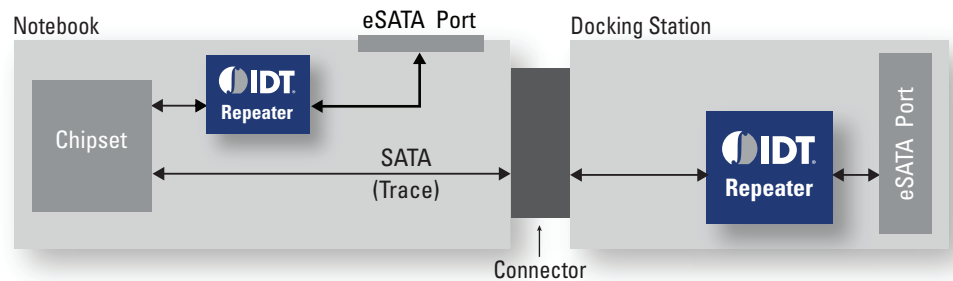 Notebook
eSATA Port
Docking Station
IDT.
Repeater
Chipset
SATA
(Trace)
IDT.
Repeater
eSATA Port
Connector